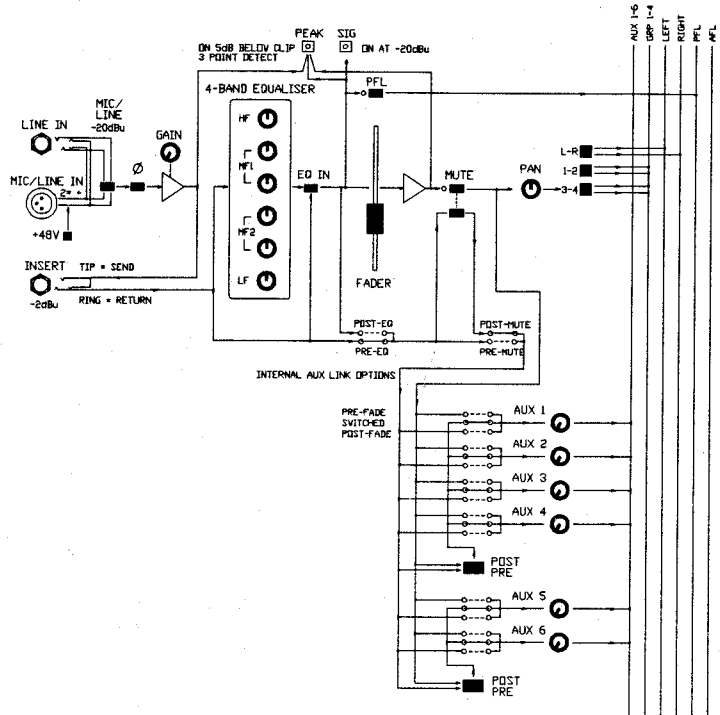 PEAK SIG
ON 5dB BELOW CLIP
3 POINT DETECT
ON AT -20dBu
AUX 1-6
GRP 1-4
LEFT
RIGHT
PFL
AFL
4-BAND EQUALISER
PFL
LINE IN
MIC/
LINE
-20dBu
GAIN
Ø
MIC/LINE IN
2= +
+48V
HF
MF1
MF2
LF
EQ IN
FADER
MUTE
PAN
L-R
1-2
3-4
INSERT
-2dBu
TIP = SEND
RING = RETURN
POST-EQ
PRE-EQ
POST-MUTE
PRE-MUTE
INTERNAL AUX LINK OPTIONS
PRE-FADE
SWITCHED
POST-FADE
AUX 1
AUX 2
AUX 3
AUX 4
POST
PRE
AUX 5
AUX 6
POST
PRE